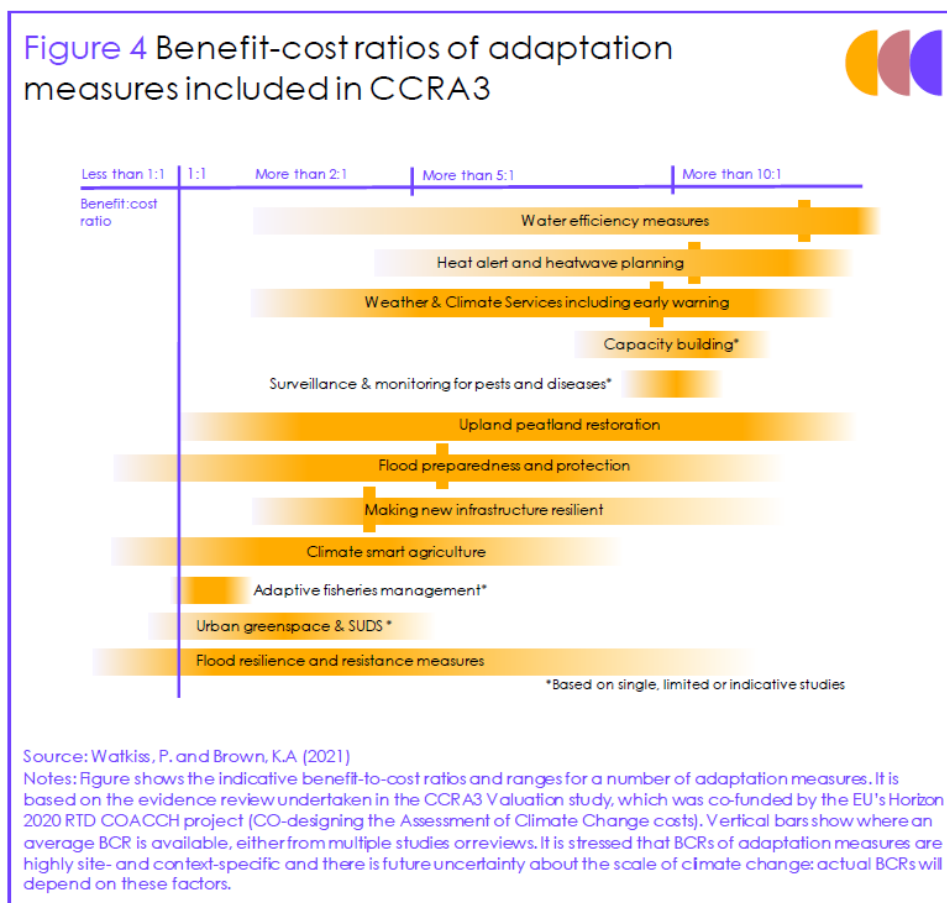 Figure 4 Benefit-cost ratios of adaptation
measures included in CCRA3
Less than 1:1 1:1 More than 2:1 More than 5:1 More than 10:1
Benefit:cost
ratio
Water efficiency measures
Heat alert and heatwave planning
Weather & Climate Services including early warning
Capacity building*
Surveillance & monitoring for pests and diseases*
Upland peatland restoration
Flood preparedness and protection
Making new infrastructure resilient
Climate smart agriculture
Adaptive fisheries management*
Urban greenspace & SUDS *
Flood resilience and resistance measures
*Based on single, limited or indicative studies
Source: Watkiss, P. and Brown, K.A (2021)
Notes: Figure shows the indicative benefit-to-cost ratios and ranges for a number of adaptation measures. It is
based on the evidence review undertaken in the CCRA3 Valuation study, which was co-funded by the EU's Horizon
2020 RTD COACCH project (CO-designing the Assessment of Climate Change costs). Vertical bars show where an
average BCR is available, either from multiple studies or reviews. It is stressed that BCRs of adaptation measures are
highly site- and context-specific and there is future uncertainty about the scale of climate change: actual BCRs will
depend on these factors.